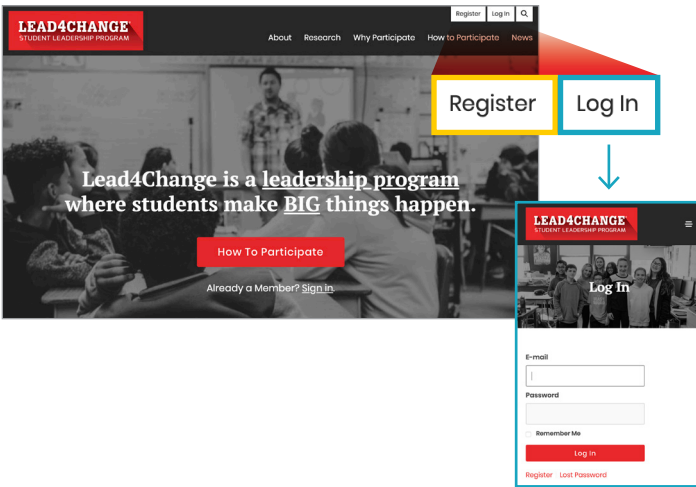 Register Log In
LEAD4CHANGE
STUDENT LEADERSHIP PROGRAM
About Research Why Participate How to Participate News
Register Log In
Lead4Change is a leadership program
where students make BIG things happen.
How To Participate
Already a Member? Sign in.
LEAD4CHANGE
STUDENT LEADERSHIP PROGRAM
Log In
E-mail
Password
Remember Me
Log In
Register Lost Password